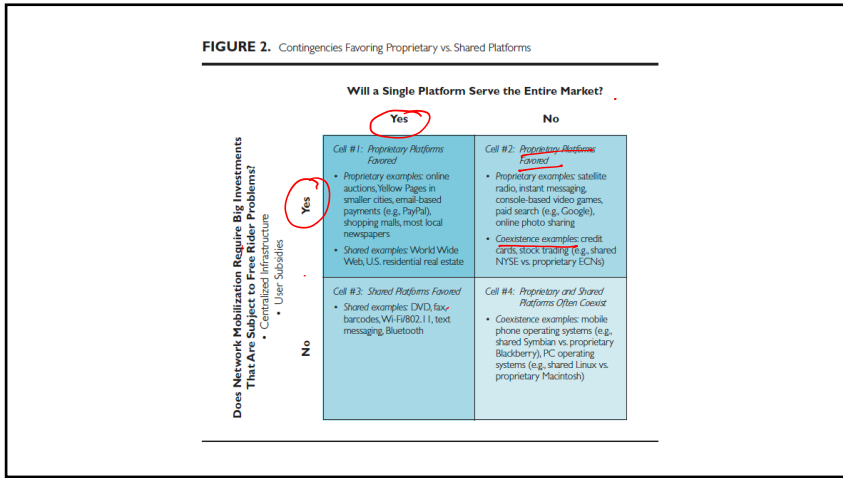 FIGURE 2. Contingencies Favoring Proprietary vs. Shared Platforms
Will a Single Platform Serve the Entire Market?
Yes
No
Does Network Mobilization Require Big Investments
That Are Subject to Free Rider Problems?
• Centralized Infrastructure
• User Subsidies
Yes
Cell #1: Proprietary Platforms
Favored
• Proprietary examples: online
auctions, Yellow Pages in
smaller cities, email-based
payments (e.g., PayPal),
shopping malls, most local
newspapers
• Shared examples: World Wide
Web, U.S. residential real estate
Cell #2: Proprietary Platforms
Favored
• Proprietary examples: satellite
radio, instant messaging,
console-based video games,
paid search (e.g., Google),
online photo sharing
• Coexistence examples: credit
cards, stock trading (e.g., shared
NYSE vs. proprietary ECNs)
No
Cell #3: Shared Platforms Favored
• Shared examples: DVD, fax,
barcodes, Wi-Fi/802.11, text
messaging, Bluetooth
Cell #4: Proprietary and Shared
Platforms Often Coexist
• Coexistence examples: mobile
phone operating systems (e.g.,
shared Symbian vs. proprietary
Blackberry), PC operating
systems (e.g., shared Linux vs.
proprietary Macintosh)